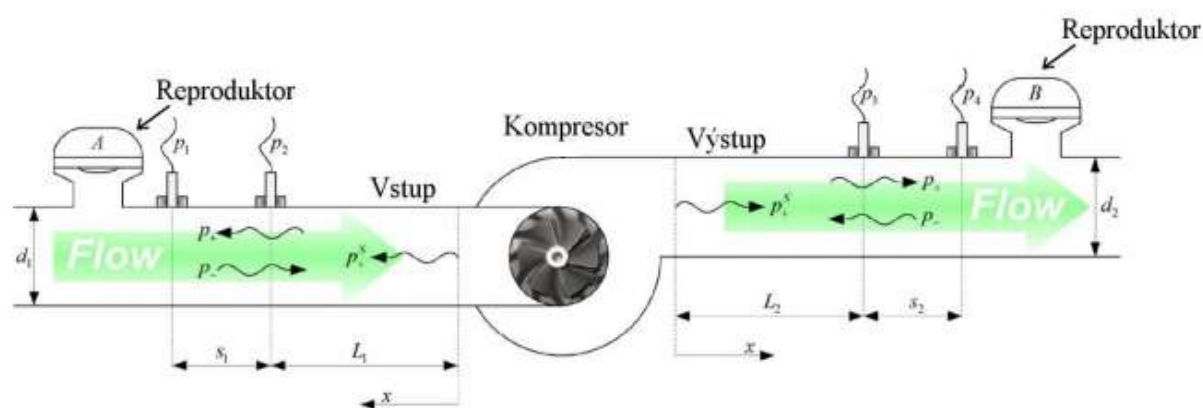 Reproduktor
A
p₁
p₂
Vstup
Kompresor
Výstup
p₃
p₄
B
Reproduktor
d₁
Flow
p₊
p₋
p₊ˢ
p₊ˢ
p₊
p₋
Flow
d₂
s₁
L₁
x
L₂
s₂
x